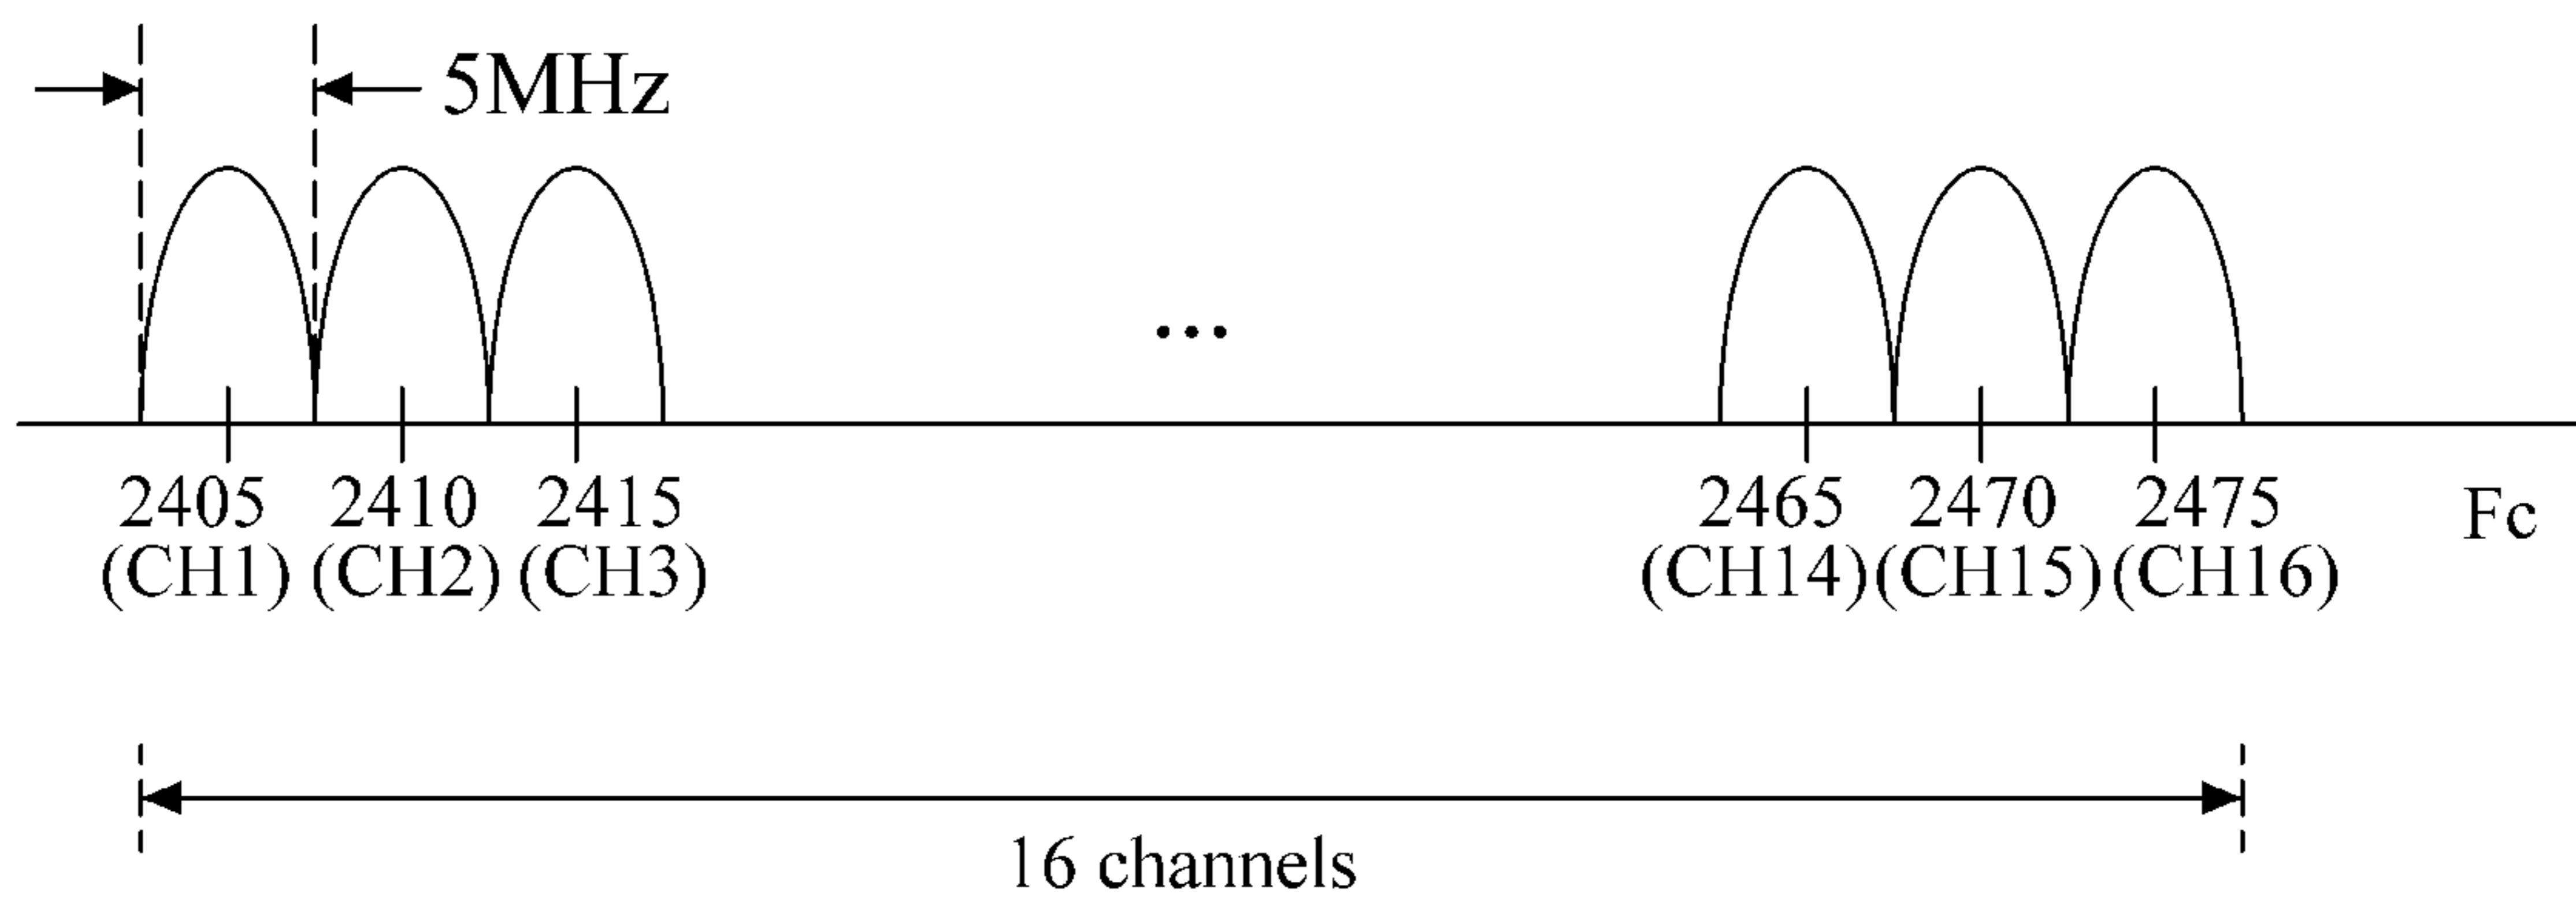 5MHz
...
2405 2410 2415 2465 2470 2475 Fc
(CH1) (CH2) (CH3) (CH14) (CH15) (CH16)
16 channels